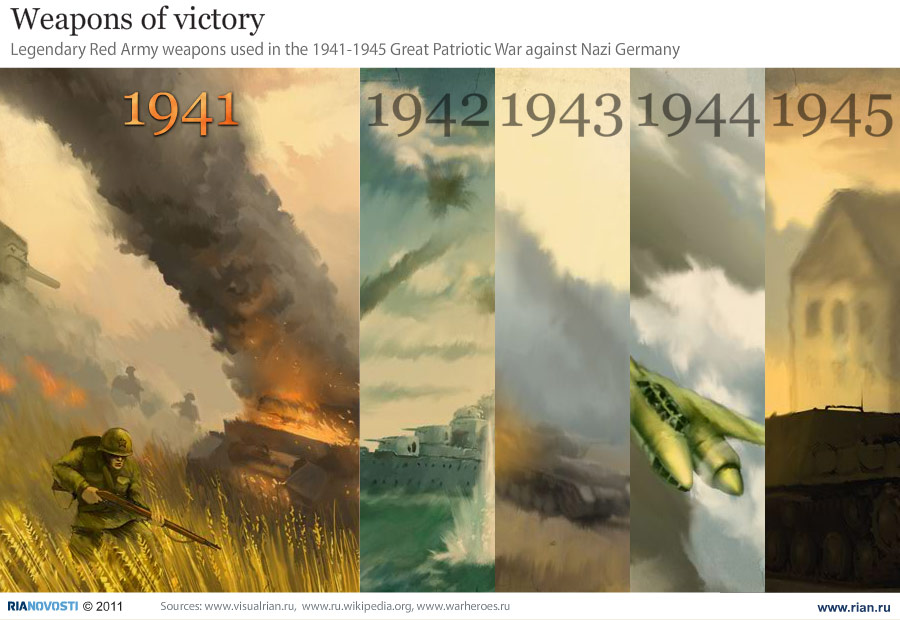 Weapons of victory
Legendary Red Army weapons used in the 1941-1945 Great Patriotic War against Nazi Germany
1941 1942 1943 1944 1945
RIANOVOSTI © 2011 Sources: www.visualrian.ru, www.ru.wikipedia.org, www.warheroes.ru www.rian.ru